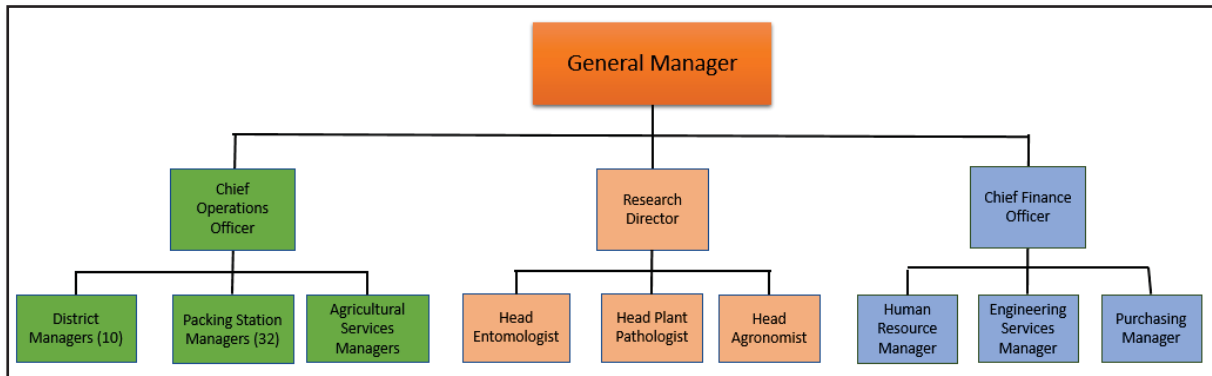 General Manager
Chief
Operations
Officer
Research
Director
Chief Finance
Officer
District
Managers (10)
Packing Station
Managers (32)
Agricultural
Services
Managers
Head
Entomologist
Head Plant
Pathologist
Head
Agronomist
Human
Resource
Manager
Engineering
Services
Manager
Purchasing
Manager